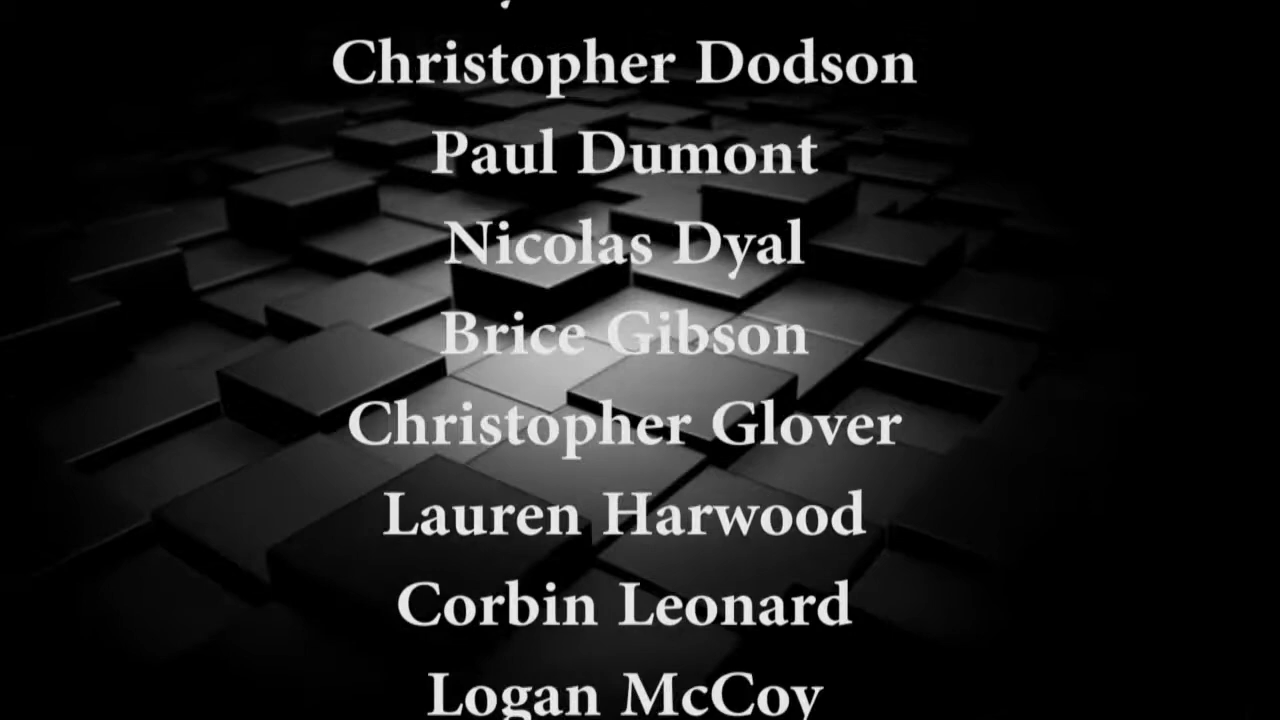 Christopher Dodson
Paul Dumont
Nicolas Dyal
Brice Gibson
Christopher Glover
Lauren Harwood
Corbin Leonard
Logan McCoy